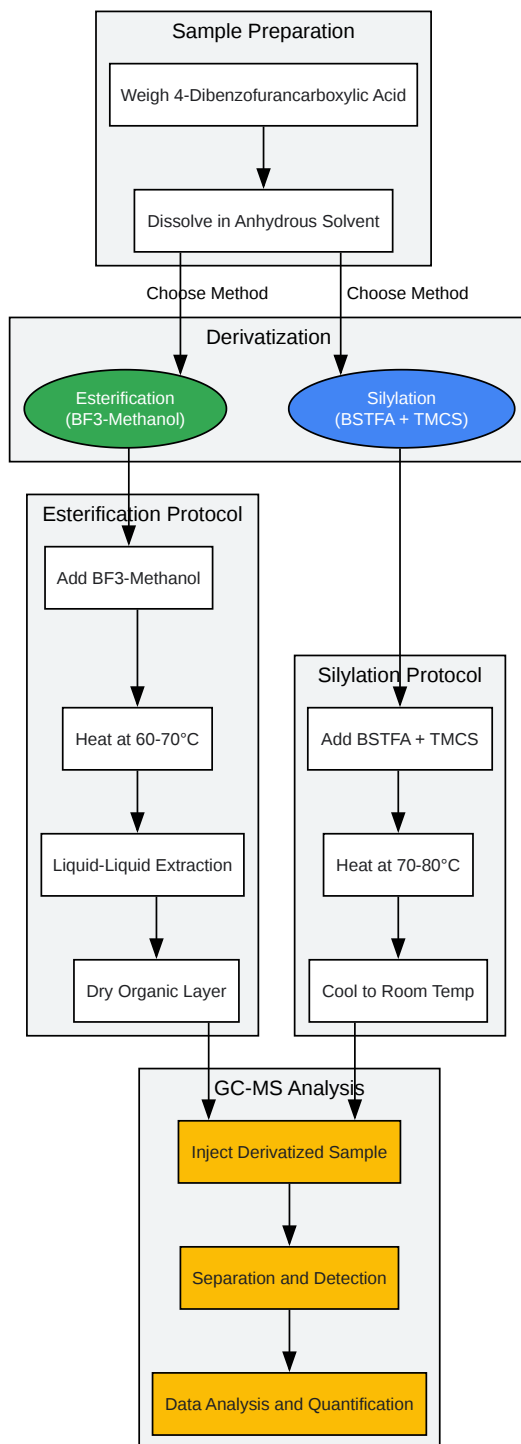 Sample Preparation
Weigh 4-Dibenzofurancarboxylic Acid
Dissolve in Anhydrous Solvent
Choose Method
Choose Method
Derivatization
Esterification
(BF3-Methanol)
Silylation
(BSTFA + TMCS)
Esterification Protocol
Add BF3-Methanol
Heat at 60-70°C
Liquid-Liquid Extraction
Dry Organic Layer
Silylation Protocol
Add BSTFA + TMCS
Heat at 70-80°C
Cool to Room Temp
GC-MS Analysis
Inject Derivatized Sample
Separation and Detection
Data Analysis and Quantification